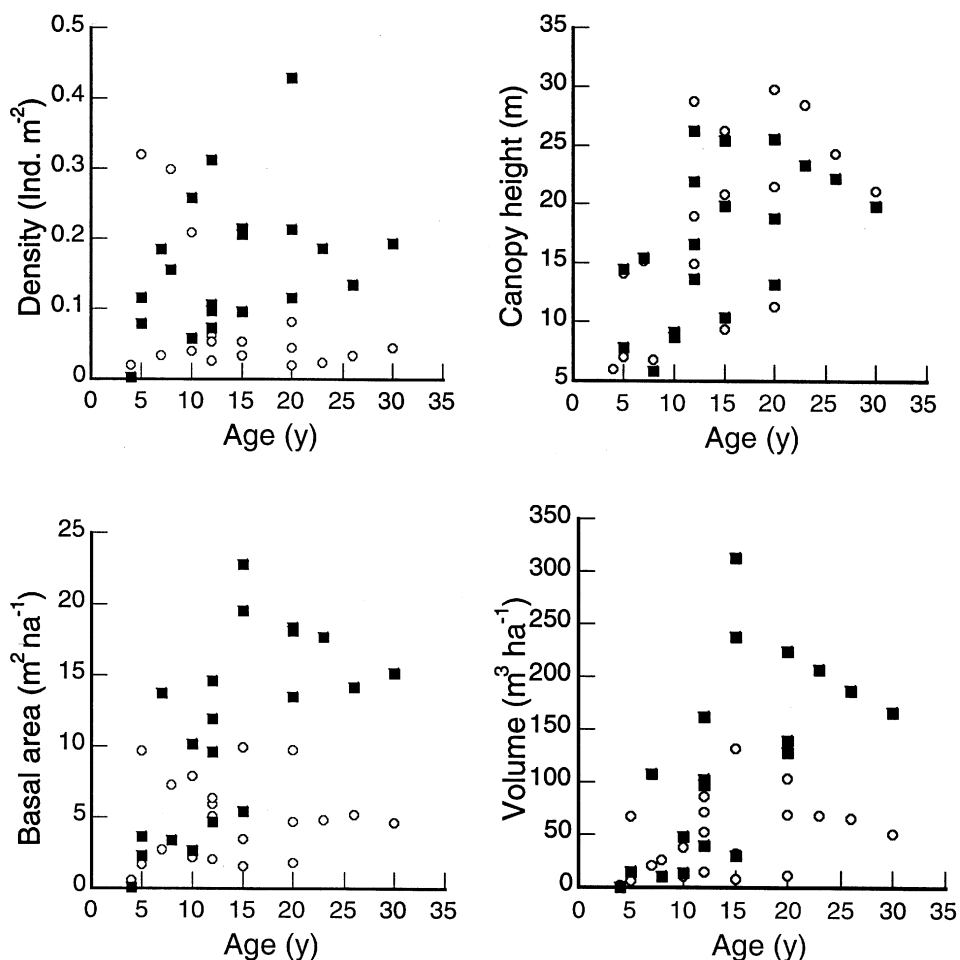 0.5
0.4
0.3
0.2
0.1
0
Density (Ind. m-2)
0 5 10 15 20 25 30 35
Age (y)
35
30
25
20
15
10
5
Canopy height (m)
0 5 10 15 20 25 30 35
Age (y)
25
20
15
10
5
0
Basal area (m2 na-1)
0 5 10 15 20 25 30 35
Age (y)
350
300
250
200
150
100
50
0
Volume (m3 ha-1)
0 5 10 15 20 25 30 35
Age (y)